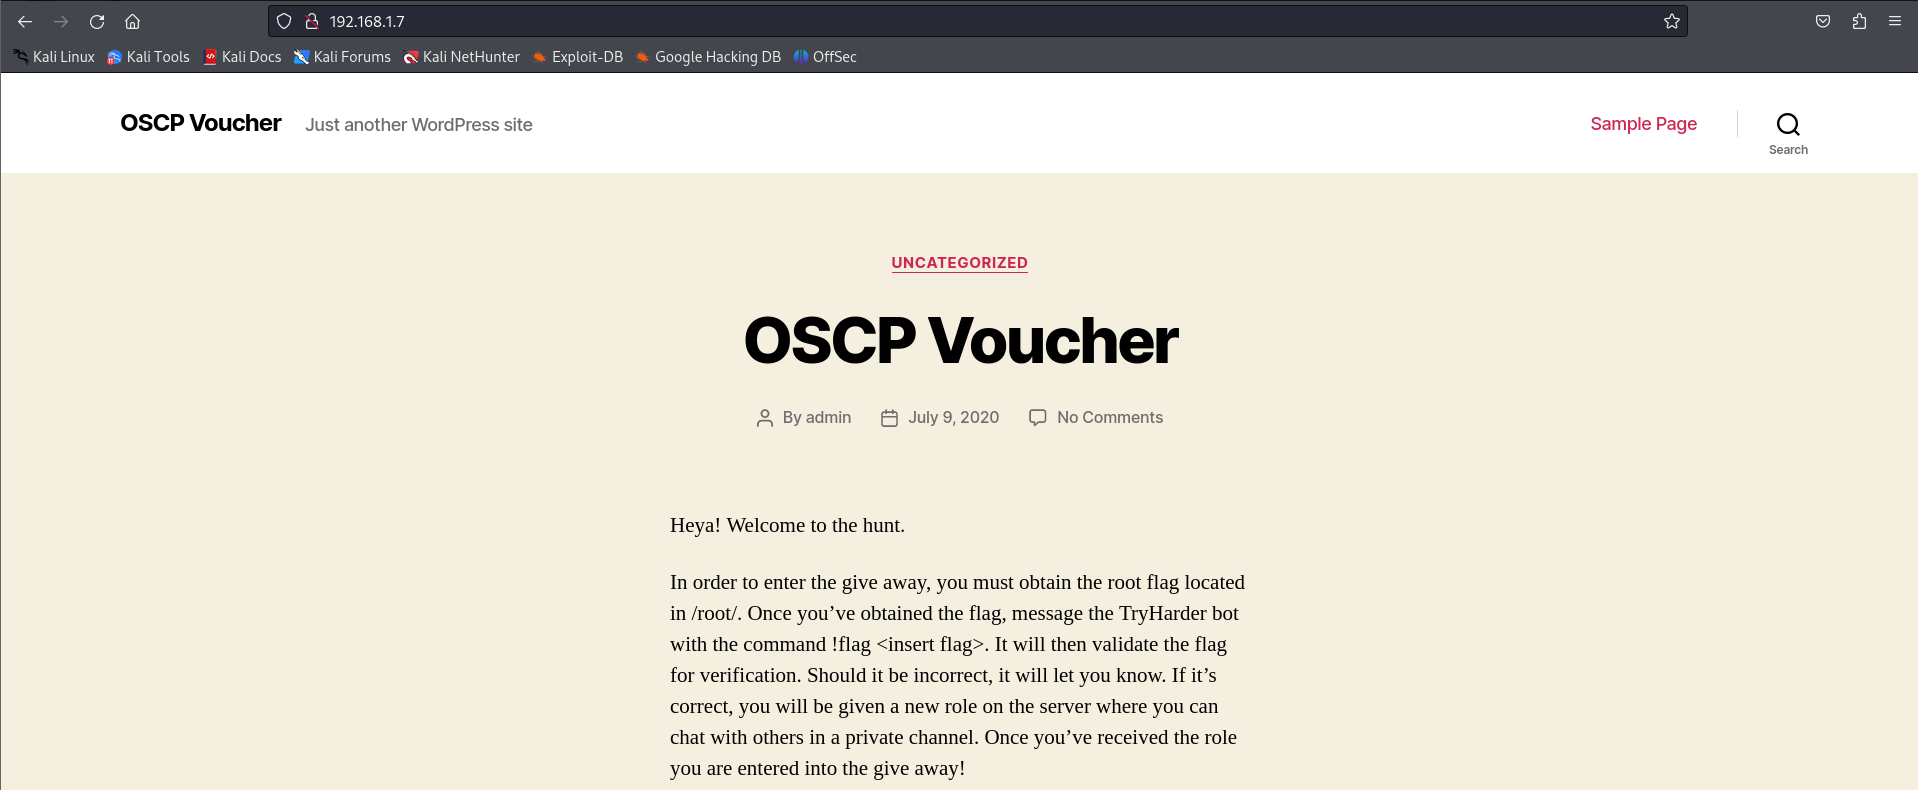 192.168.1.7
Kali Linux Kali Tools Kali Docs Kali Forums Kali NetHunter Exploit-DB Google Hacking DB OffSec
OSCP Voucher Just another WordPress site Sample Page
Search
UNCATEGORIZED
OSCP Voucher
By admin July 9, 2020 No Comments
Heya! Welcome to the hunt.
In order to enter the give away, you must obtain the root flag located
in /root/. Once you’ve obtained the flag, message the TryHarder bot
with the command !flag <insert flag>. It will then validate the flag
for verification. Should it be incorrect, it will let you know. If it’s
correct, you will be given a new role on the server where you can
chat with others in a private channel. Once you’ve received the role
you are entered into the give away!